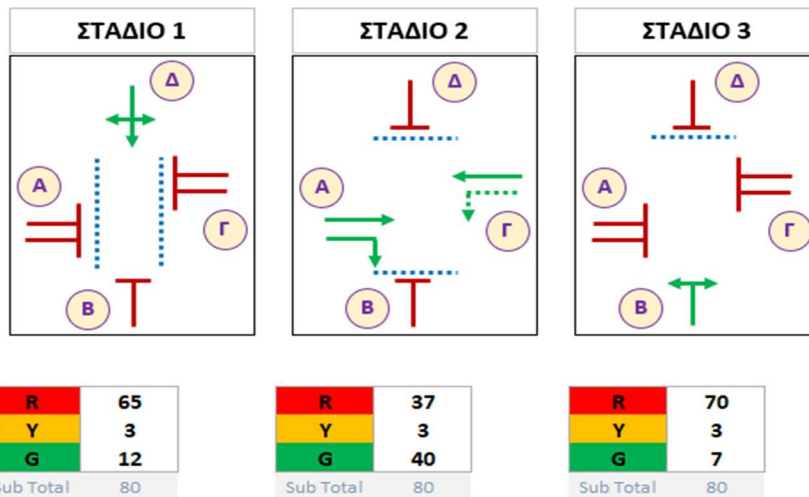 ΣΤΑΔΙΟ 1
Δ
Α
Γ
Β
R 65
Y 3
G 12
Sub Total 80
ΣΤΑΔΙΟ 2
Δ
Α
Γ
Β
R 37
Y 3
G 40
Sub Total 80
ΣΤΑΔΙΟ 3
Δ
Α
Γ
Β
R 70
Y 3
G 7
Sub Total 80